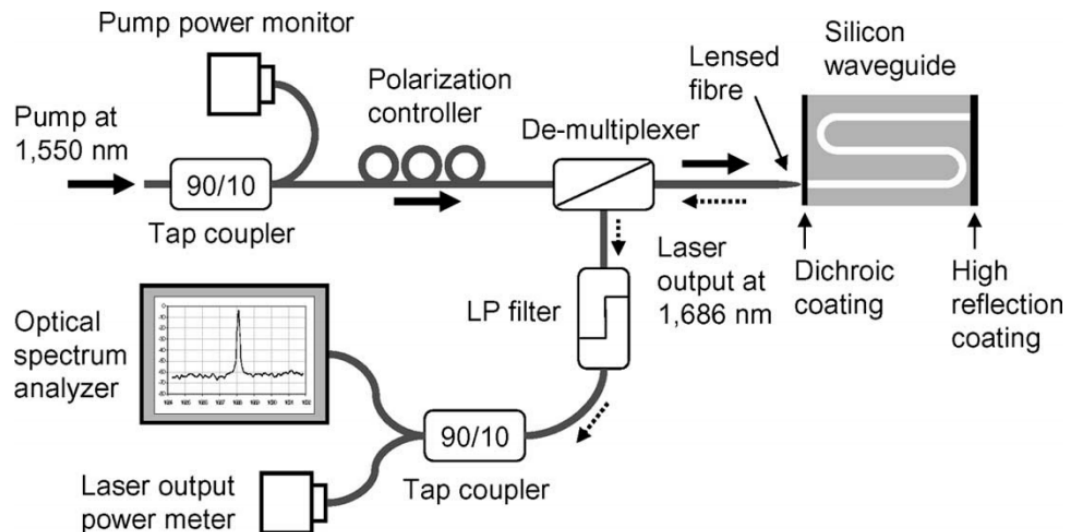 Pump power monitor
Pump at
1,550 nm
90/10
Tap coupler
Polarization
controller
De-multiplexer
Lensed
fibre
Silicon
waveguide
Laser
output at
1,686 nm
Dichroic
coating
High
reflection
coating
LP filter
Optical
spectrum
analyzer
90/10
Tap coupler
Laser output
power meter